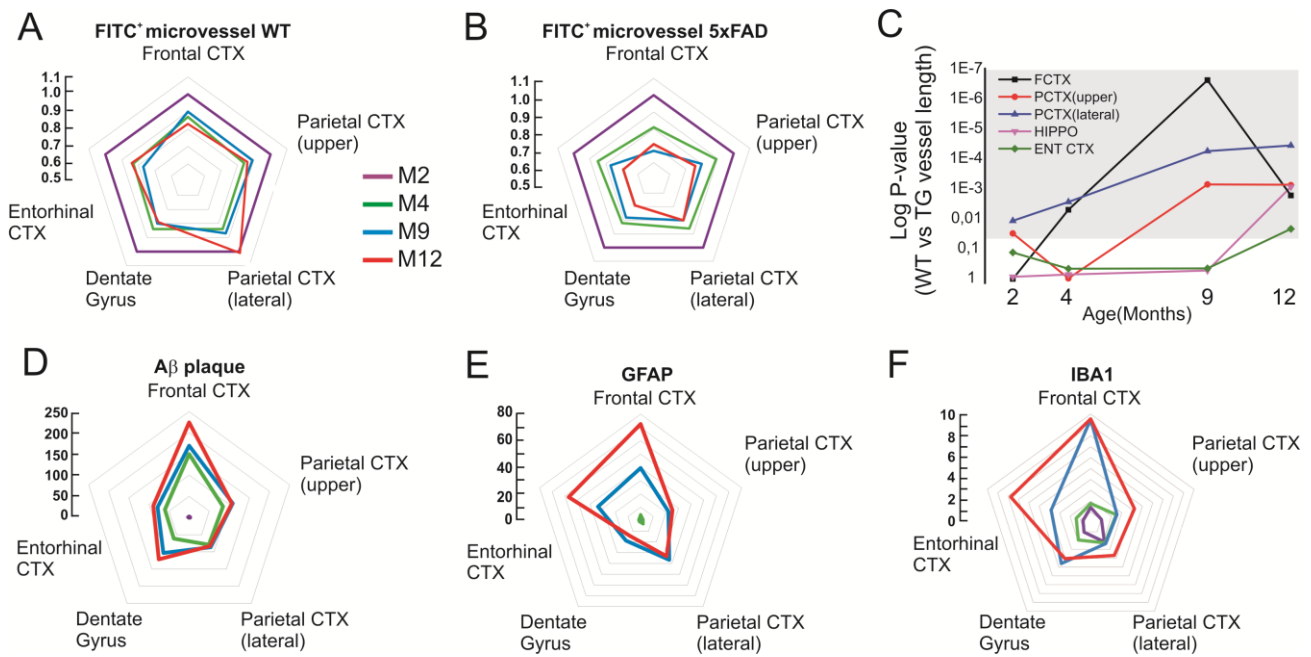 A
FITC+ microvessel WT
Frontal CTX
1.1
1.0
0.9
0.8
0.7
0.6
0.5
Parietal CTX
(upper)
Entorhinal
CTX
Dentate
Gyrus
Parietal CTX
(lateral)
M2
M4
M9
M12
B
FITC+ microvessel 5xFAD
Frontal CTX
1.1
1.0
0.9
0.8
0.7
0.6
0.5
Parietal CTX
(upper)
Entorhinal
CTX
Dentate
Gyrus
Parietal CTX
(lateral)
C
Log P-value
(WT vs TG vessel length)
1E-7
1E-6
1E-5
1E-4
1E-3
0,01
0,1
1
FCTX
PCTX(upper)
PCTX(lateral)
HIPPO
ENT CTX
2
4
9
12
Age(Months)
D
Aβ plaque
Frontal CTX
250
200
150
100
50
0
Parietal CTX
(upper)
Entorhinal
CTX
Dentate
Gyrus
Parietal CTX
(lateral)
E
GFAP
Frontal CTX
80
60
40
20
0
Parietal CTX
(upper)
Entorhinal
CTX
Dentate
Gyrus
Parietal CTX
(lateral)
F
IBA1
Frontal CTX
10
8
6
4
2
0
Parietal CTX
(upper)
Entorhinal
CTX
Dentate
Gyrus
Parietal CTX
(lateral)